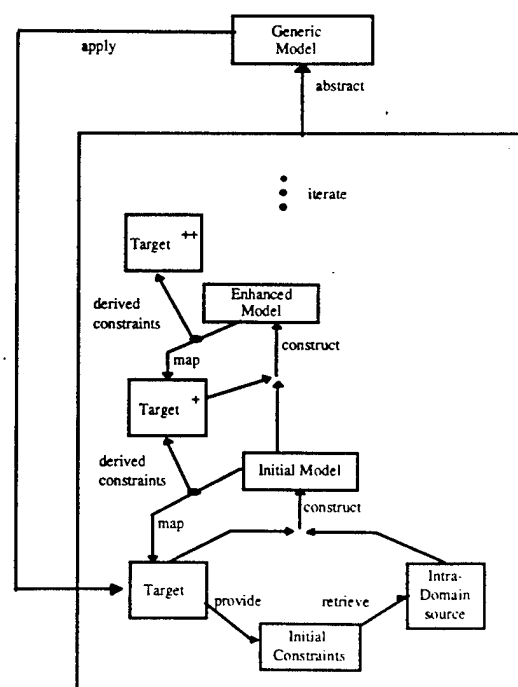 Generic
Model
apply
abstract
iterate
Target ++
derived
constraints
Enhanced
Model
construct
map
Target +
derived
constraints
Initial Model
construct
map
Target
provide
retrieve
Intra-
Domain
source
Initial
Constraints